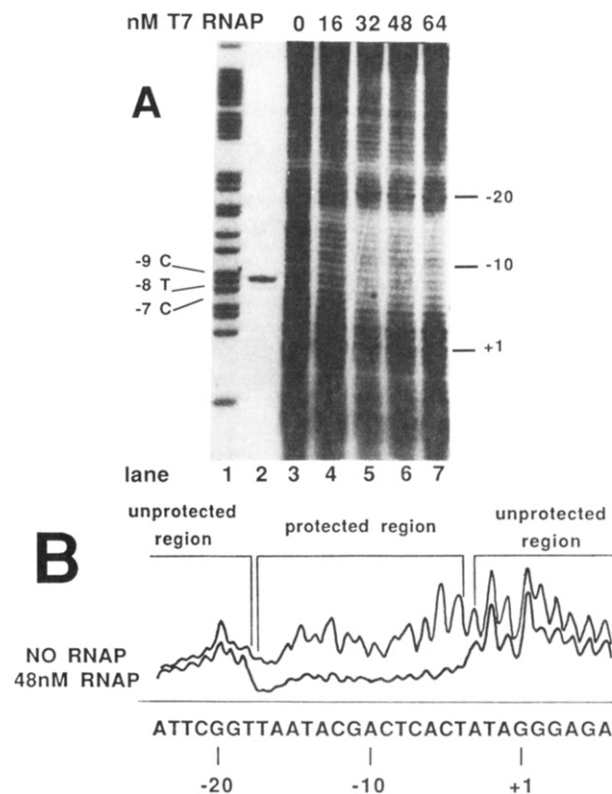 nM T7 RNAP 0 16 32 48 64
A
-20
-9 C
-10
-8 T
-7 C
+1
lane 1 2 3 4 5 6 7
B
unprotected region
protected region
unprotected region
NO RNAP
48nM RNAP
ATTCGGTTAATACGACTCACTATAGGGAGA
-20 -10 +1